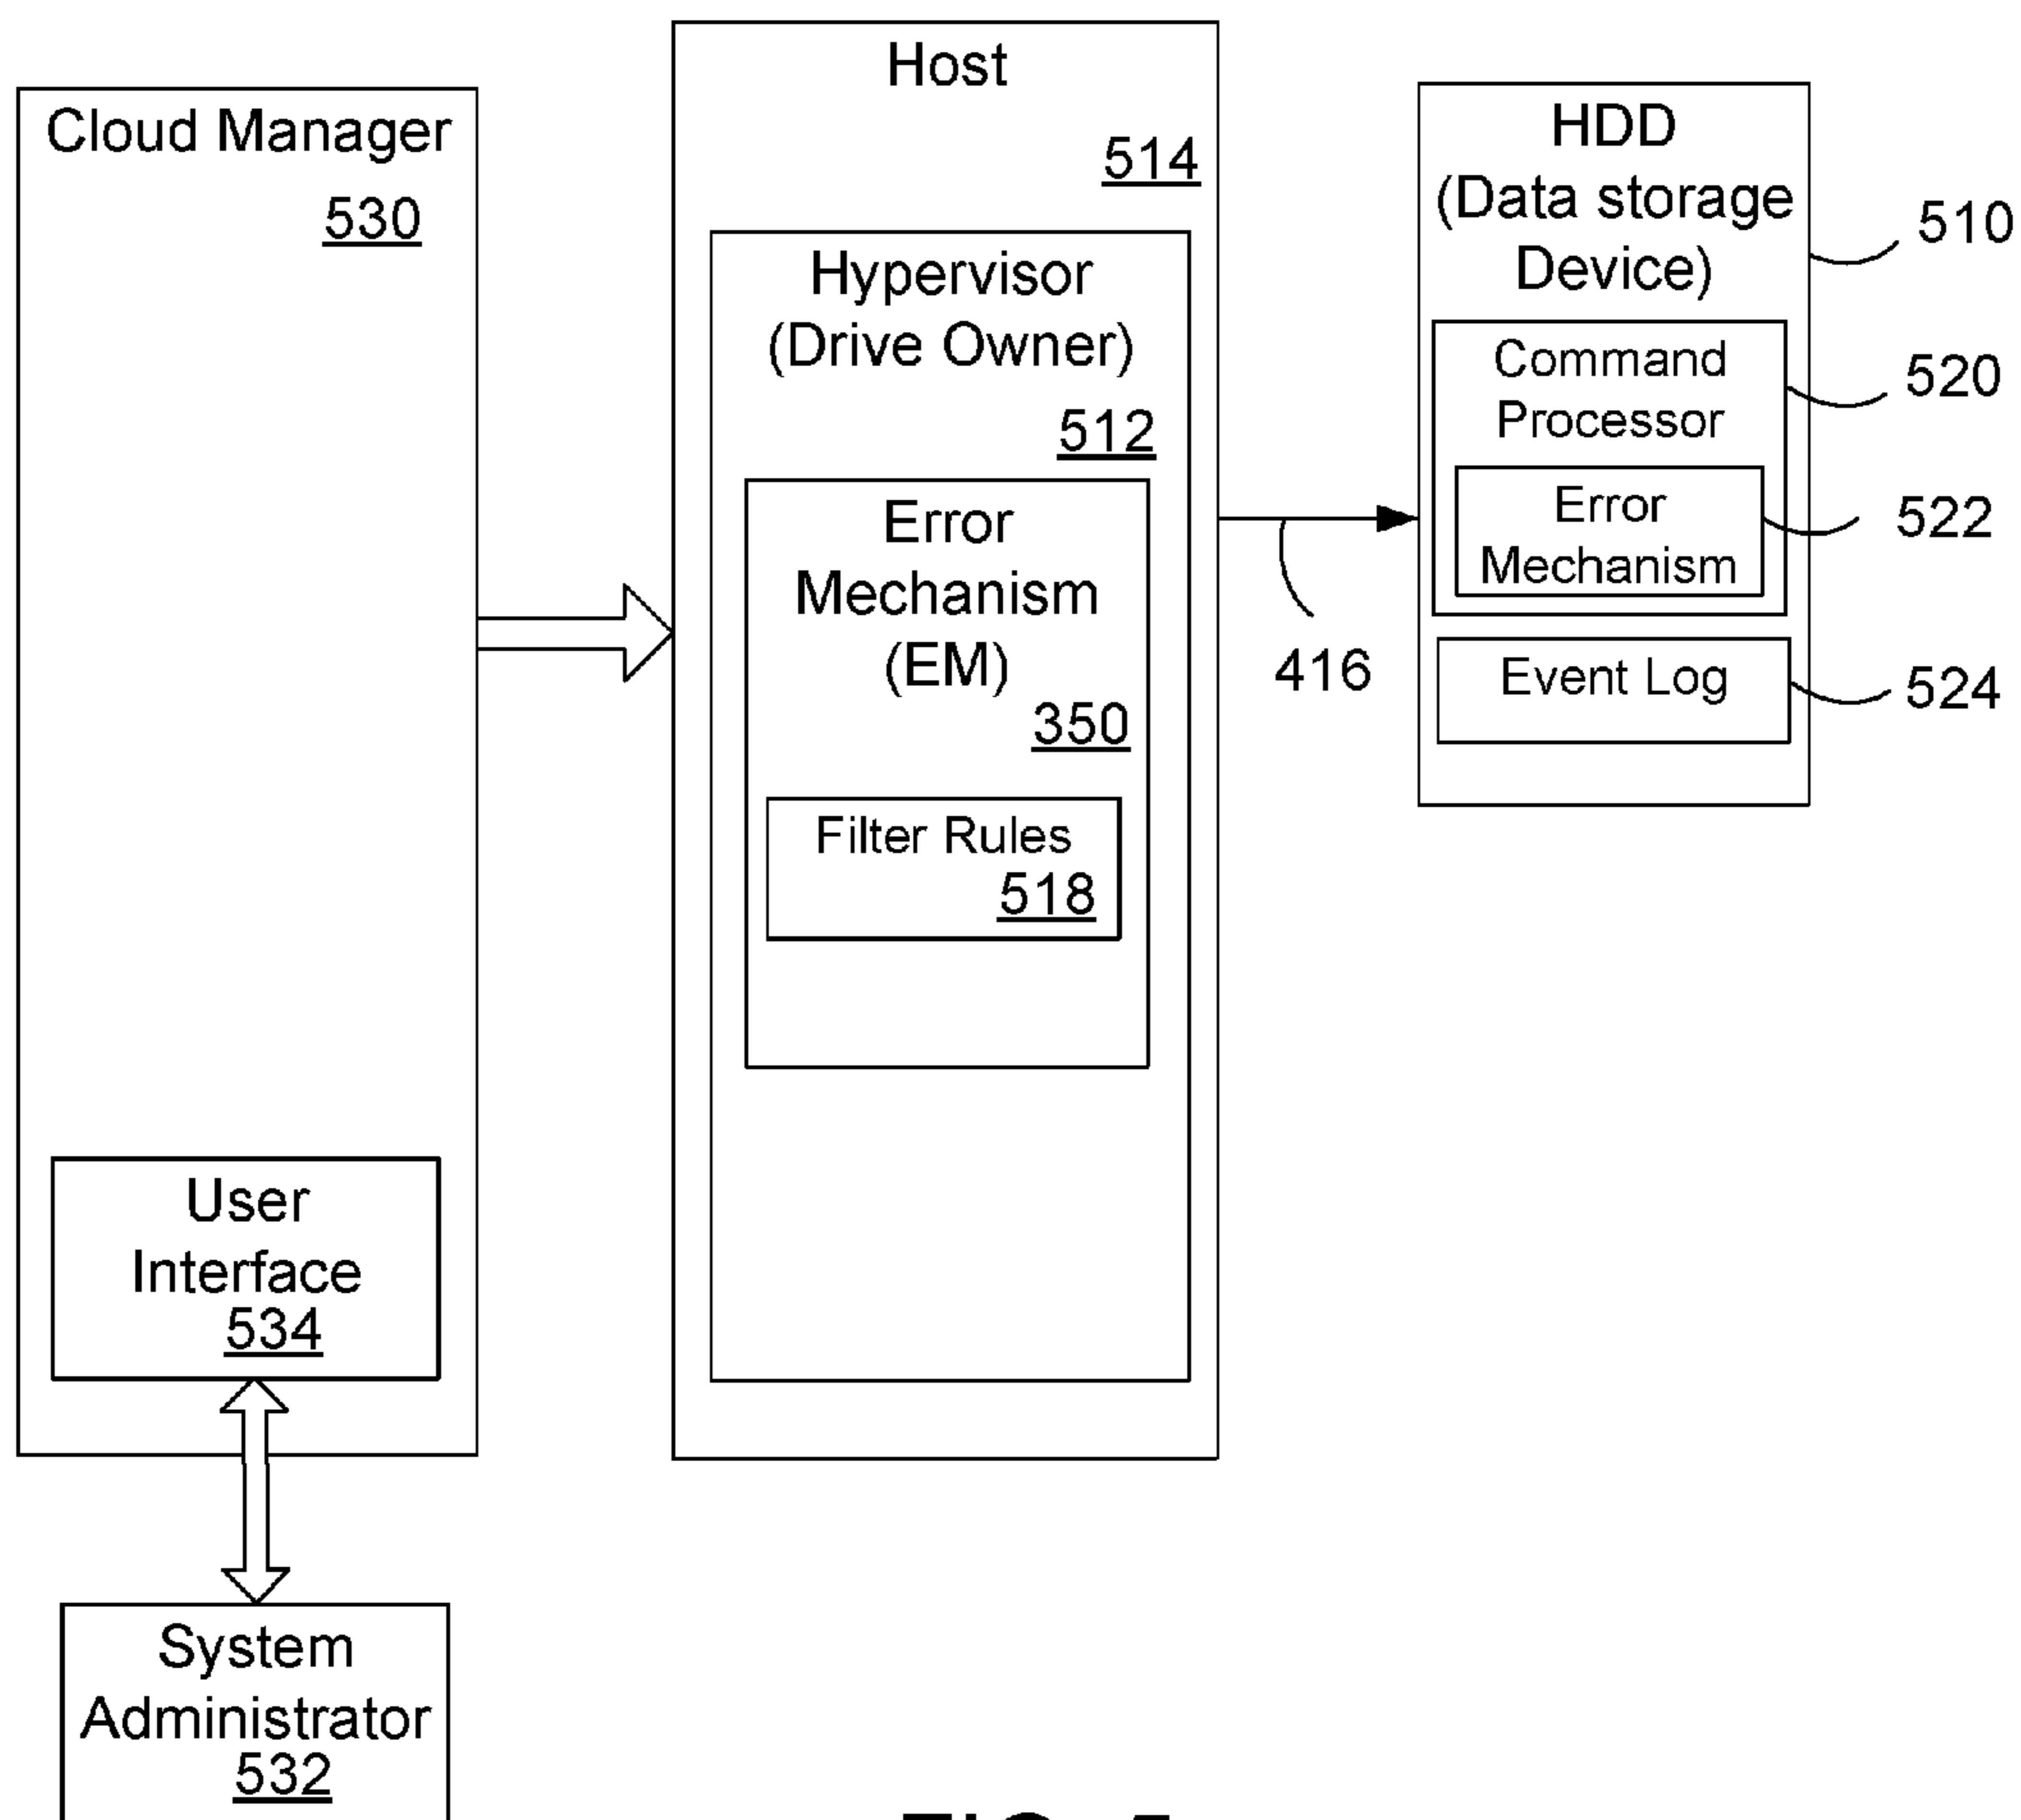 Cloud Manager
530
User
Interface
534
System
Administrator
532
Host
514
Hypervisor
(Drive Owner)
512
Error
Mechanism
(EM)
350
Filter Rules
518
416
HDD
(Data storage
Device)
510
Command
Processor
520
Error
Mechanism
522
Event Log
524